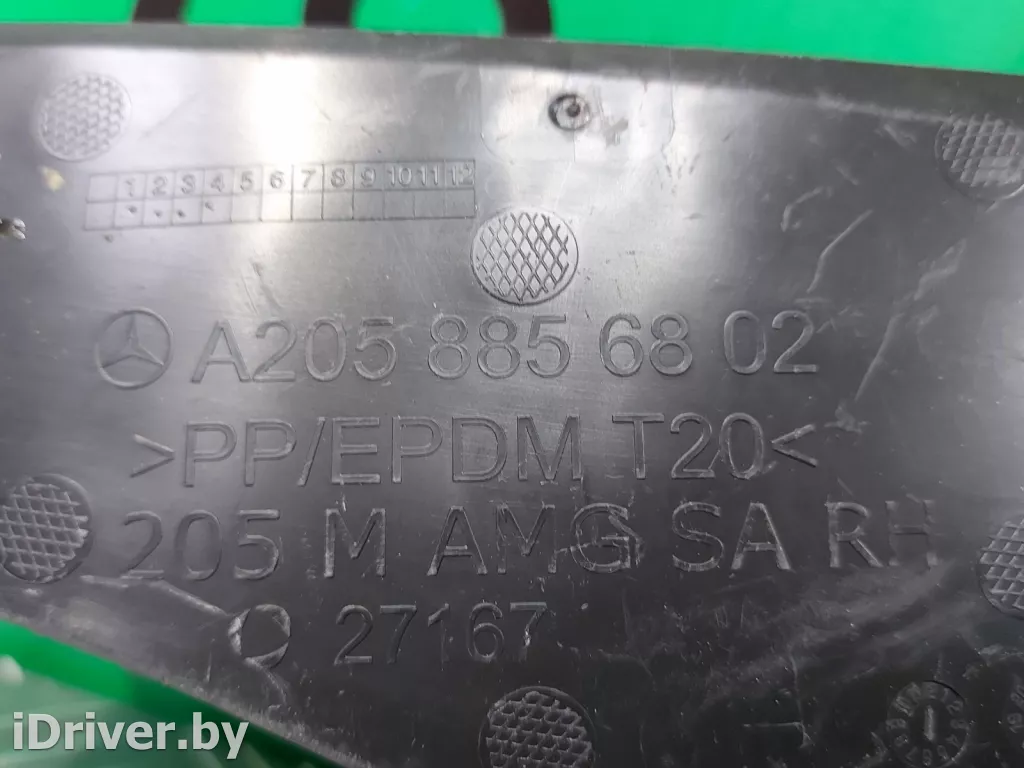 1 2 3 4 5 6 7 8 9 10 11 12
A205 885 68 02
>PP/EPDM T20<
205 M AMG SA RH
27167
iDriver.by